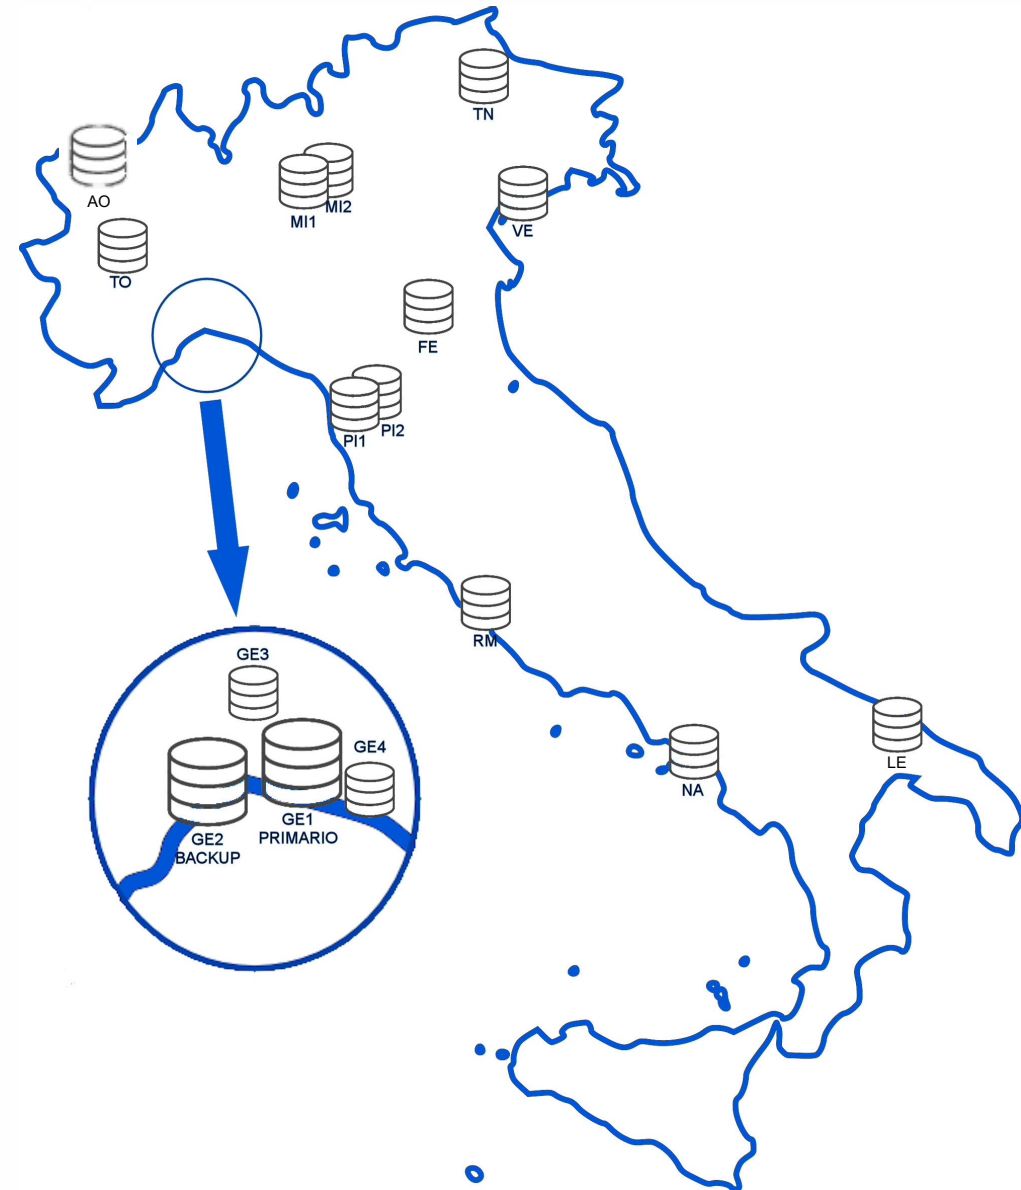 TN
AO
MI1
MI2
VE
TO
FE
PI1
PI2
RM
GE3
GE4
GE2
BACKUP
GE1
PRIMARIO
NA
LE